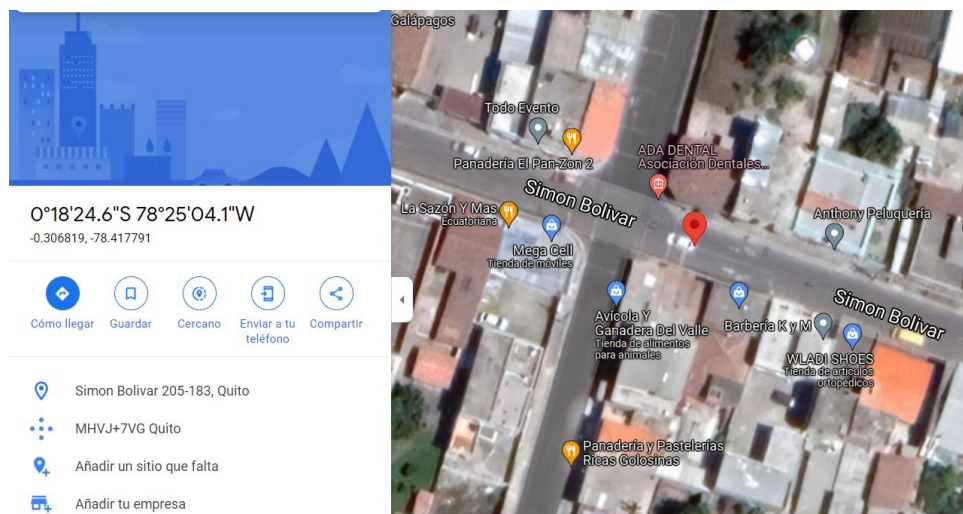 0°18'24.6"S 78°25'04.1"W
-0.306819, -78.417791
Cómo llegar
Guardar
Cercano
Enviar a tu
teléfono
Compartir
Simon Bolivar 205-183, Quito
MHVJ+7VG Quito
Añadir un sitio que falta
Añadir tu empresa
Galápagos
Todo Evento
Panadería El Pan-Zon 2
ADA DENTAL
Asociación Dentales...
Simon Bolivar
La Sazón Y Mas
Ecuatoriana
Mega Cell
Tienda de móviles
Anthony Peluquería
Avícola Y
Ganadera Del Valle
Tienda de alimentos
para animales
Barbería K y M
Simon Bolivar
WLADI SHOES
Tienda de artículos
ortopédicos
Panadería y Pastelerías
Ricas Golosinas